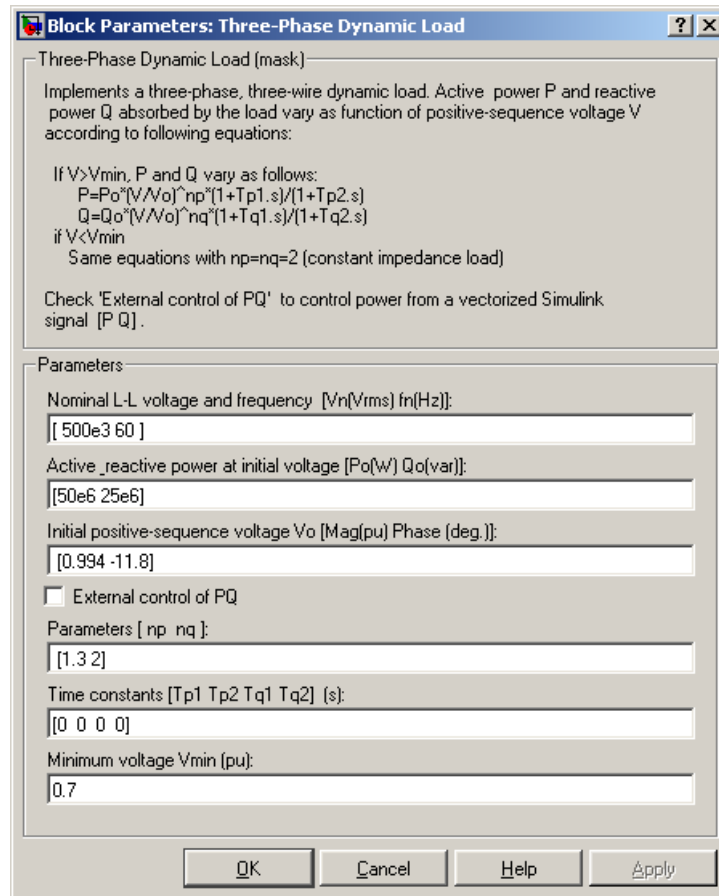 Block Parameters: Three-Phase Dynamic Load
Three-Phase Dynamic Load (mask)
Implements a three-phase, three-wire dynamic load. Active  power P and reactive
power Q absorbed by the load vary as function of positive-sequence voltage V
according to following equations:
If V>Vmin, P and Q vary as follows:
P=Po*(V/Vo)^np*(1+Tp1.s)/(1+Tp2.s)
Q=Qo*(V/Vo)^nq*(1+Tq1.s)/(1+Tq2.s)
if V<Vmin
Same equations with np=nq=2 (constant impedance load)
Check 'External control of PQ'  to control power from a vectorized Simulink
signal  [P Q] .
Parameters
Nominal L-L voltage and frequency  [Vn(Vrms) fn(Hz)]:
[ 500e3 60 ]
Active _reactive power at initial voltage [Po(W) Qo(var)]:
[50e6 25e6]
Initial positive-sequence voltage Vo [Mag(pu) Phase (deg.)]:
[0.994 -11.8]
External control of PQ
Parameters [ np  nq ]:
[1.3 2]
Time constants [Tp1 Tp2 Tq1 Tq2]  (s):
[0  0  0  0]
Minimum voltage Vmin (pu):
0.7
OK Cancel Help Apply